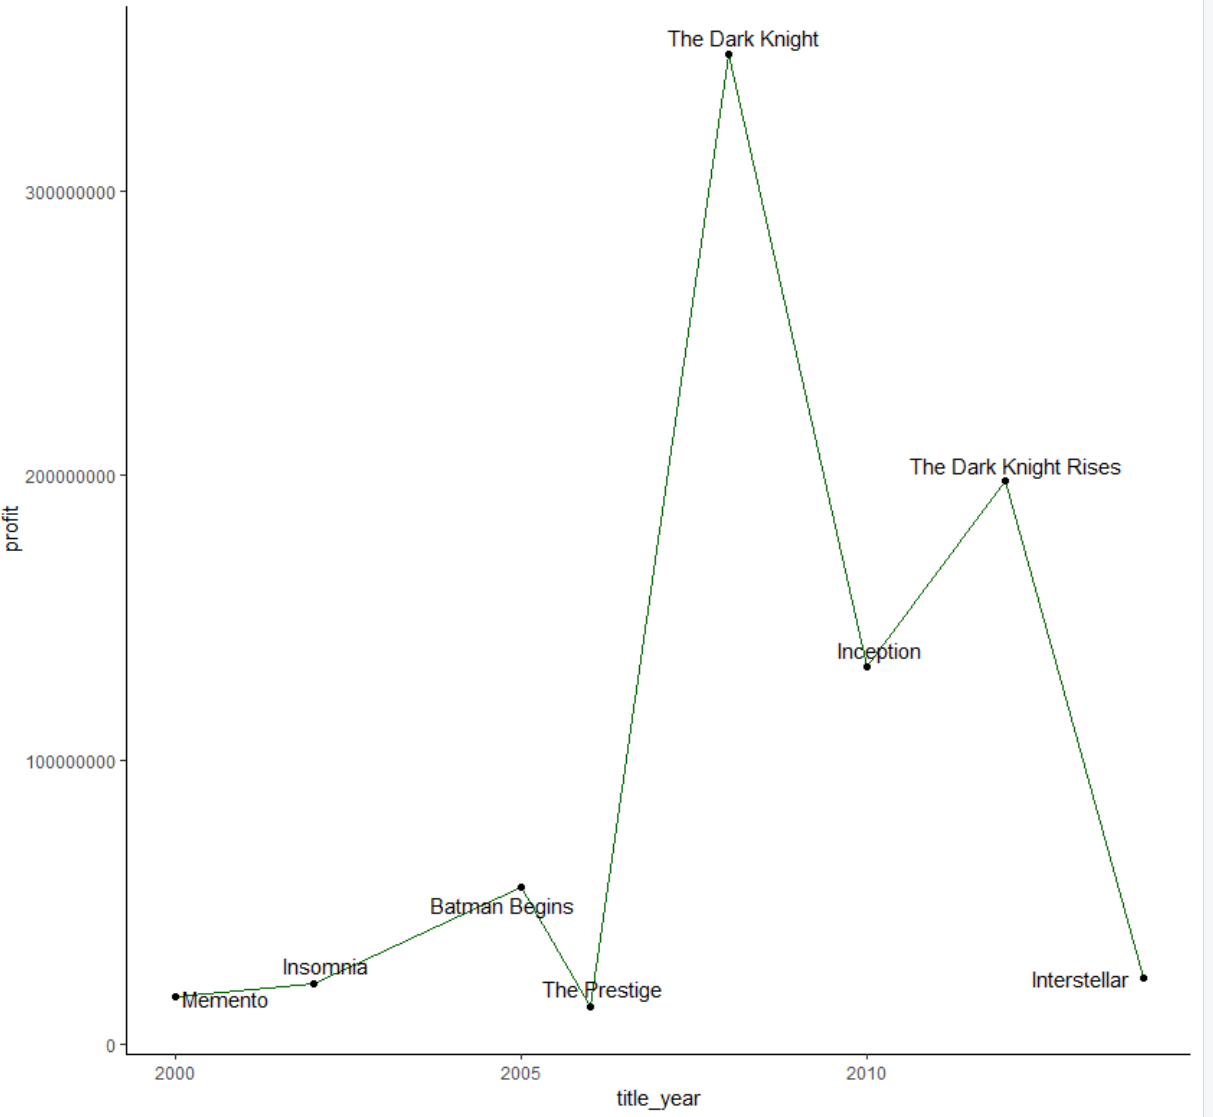 The Dark Knight
300000000
The Dark Knight Rises
200000000
profit
Inception
100000000
Batman Begins
Insomnia
Interstellar
The Prestige
Memento
0
2000
2005
2010
title_year